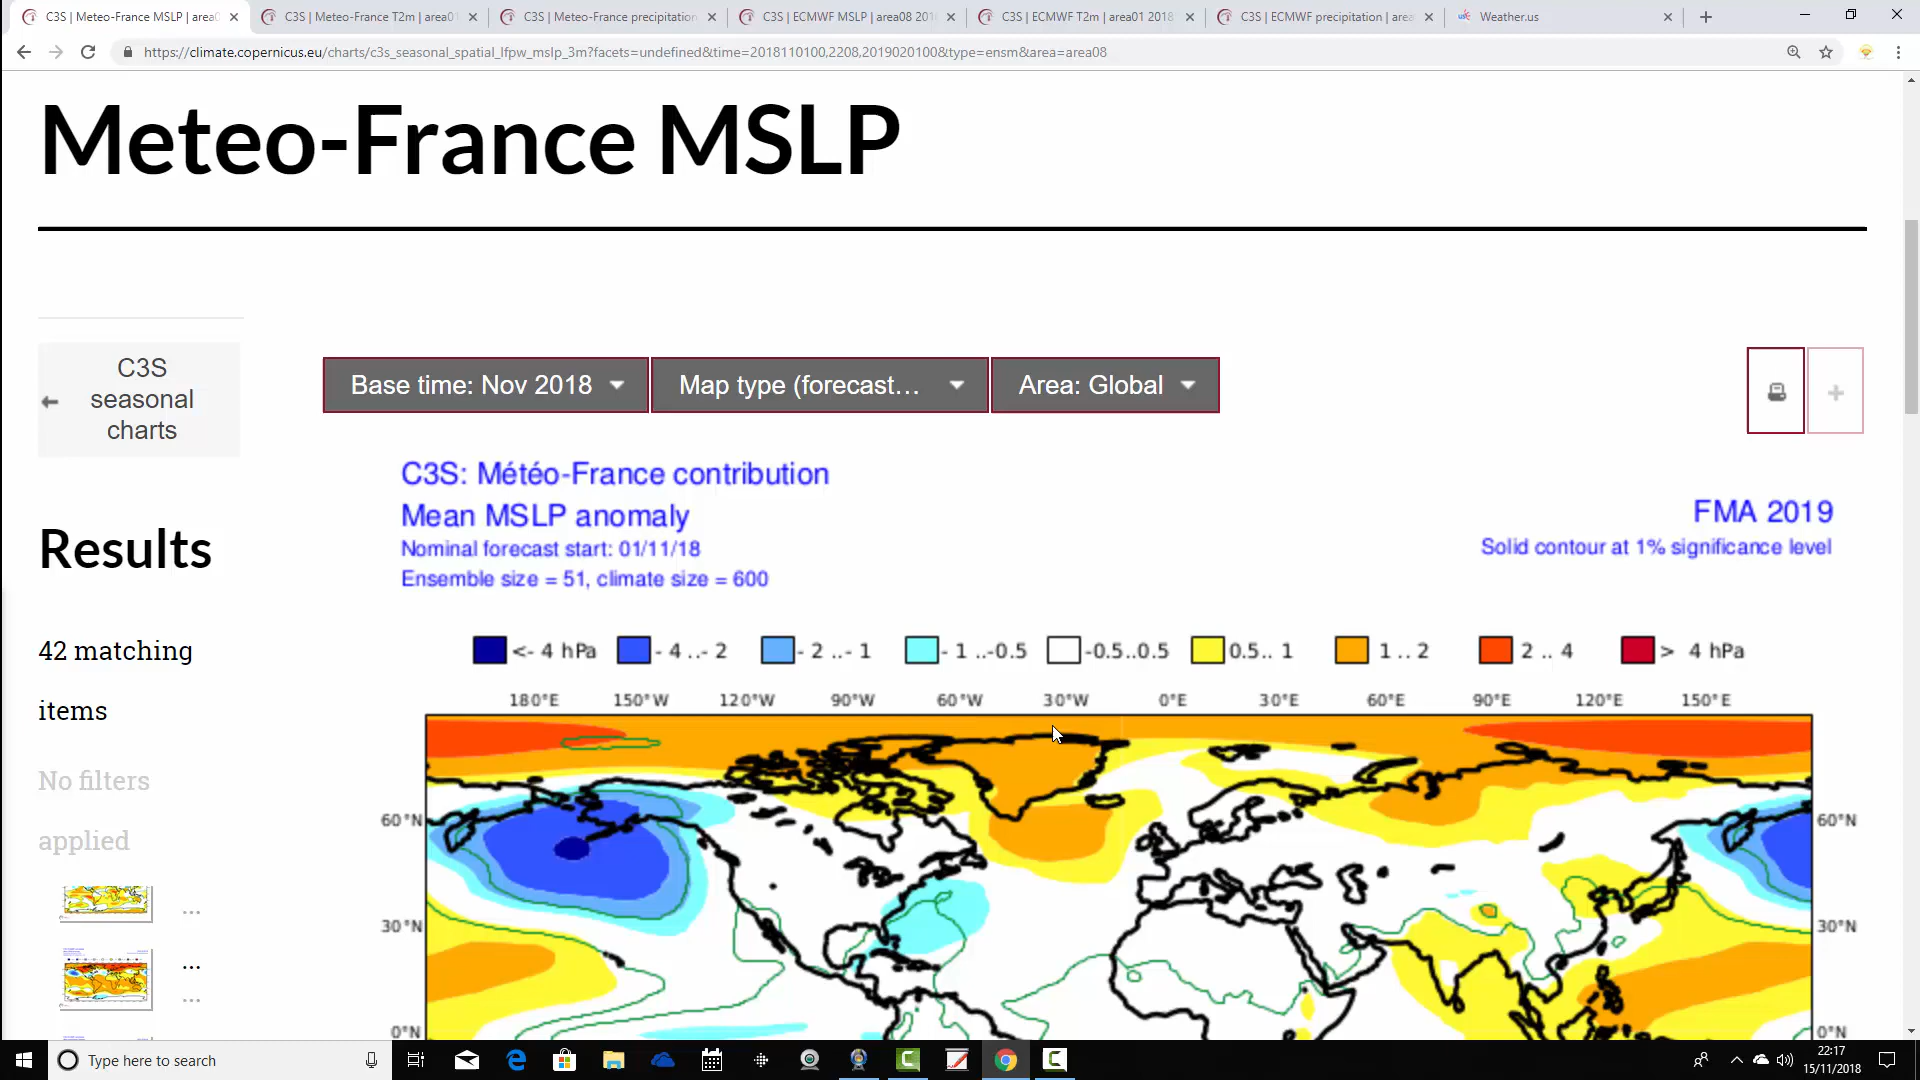 C3S | Meteo-France MSLP | area0
C3S | Meteo-France T2m | area01
C3S | Meteo-France precipitation
C3S | ECMWF MSLP | area08 201
C3S | ECMWF T2m | area01 2018
C3S | ECMWF precipitation | area
Weather.us
https://climate.copernicus.eu/charts/c3s_seasonal_spatial_lfpw_mslp_3m?facets=undefined&time=2018110100,2208,2019020100&type=ensm&area=area08
Meteo-France MSLP
C3S
seasonal
charts
Base time: Nov 2018
Map type (forecast...
Area: Global
C3S: Météo-France contribution
Mean MSLP anomaly
Nominal forecast start: 01/11/18
Ensemble size = 51, climate size = 600
FMA 2019
Solid contour at 1% significance level
Results
42 matching
items
No filters
applied
...
...
...
<- 4 hPa
- 4 ..- 2
- 2 ..- 1
- 1 ..-0.5
-0.5..0.5
0.5.. 1
1 .. 2
2 .. 4
> 4 hPa
180°E 150°W 120°W 90°W 60°W 30°W 0°E 30°E 60°E 90°E 120°E 150°E
60°N 60°N
30°N 30°N
0°N 0°N
Type here to search
22:17
15/11/2018